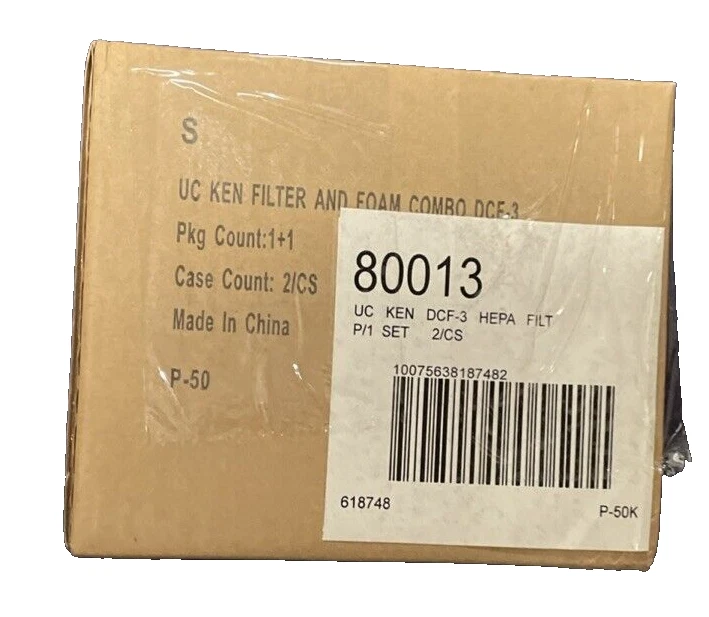 S
UC KEN FILTER AND FOAM COMBO DCF-3
Pkg Count:1+1
Case Count: 2/CS
Made In China
P-50
80013
UC KEN DCF-3 HEPA FILT
P/1 SET 2/CS
10075638187482
618748
P-50K